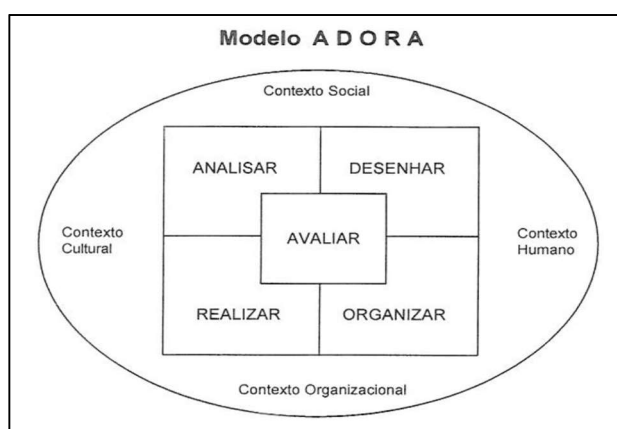 Modelo A D O R A
Contexto Social
ANALISAR
DESENHAR
Contexto
Cultural
AVALIAR
Contexto
Humano
REALIZAR
ORGANIZAR
Contexto Organizacional